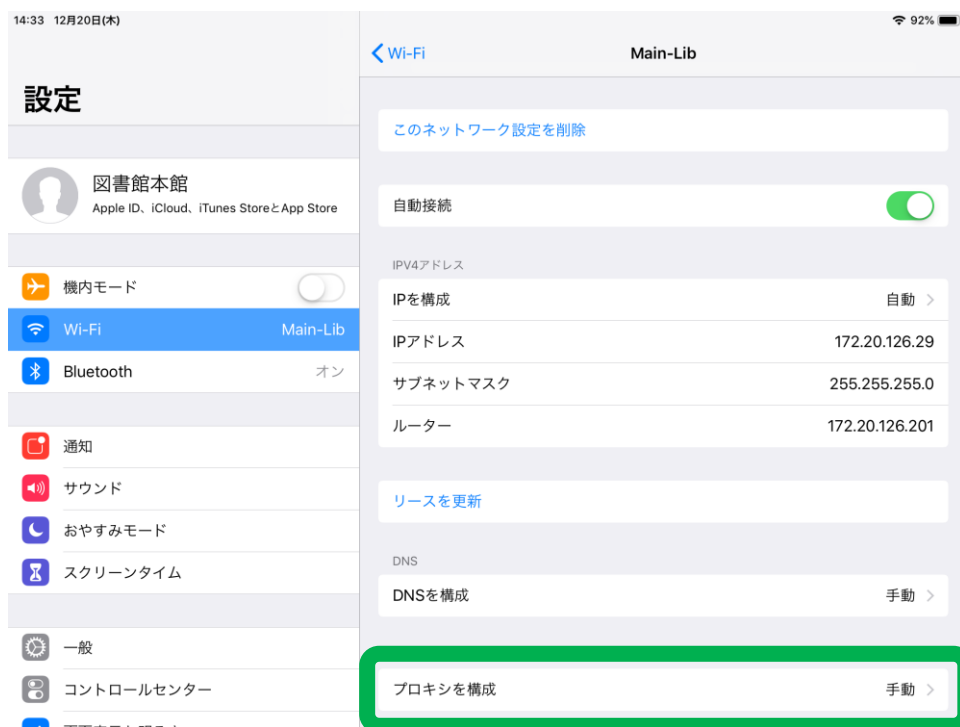 14:33 12月20日(木)
92%
設定
図書館本館
Apple ID、iCloud、iTunes StoreとApp Store
機内モード
Wi-Fi Main-Lib
Bluetooth オン
通知
サウンド
おやすみモード
スクリーンタイム
一般
コントロールセンター
Wi-Fi
Main-Lib
このネットワーク設定を削除
自動接続
IPV4アドレス
IPを構成 自動
IPアドレス 172.20.126.29
サブネットマスク 255.255.255.0
ルーター 172.20.126.201
リースを更新
DNS
DNSを構成 手動
プロキシを構成 手動